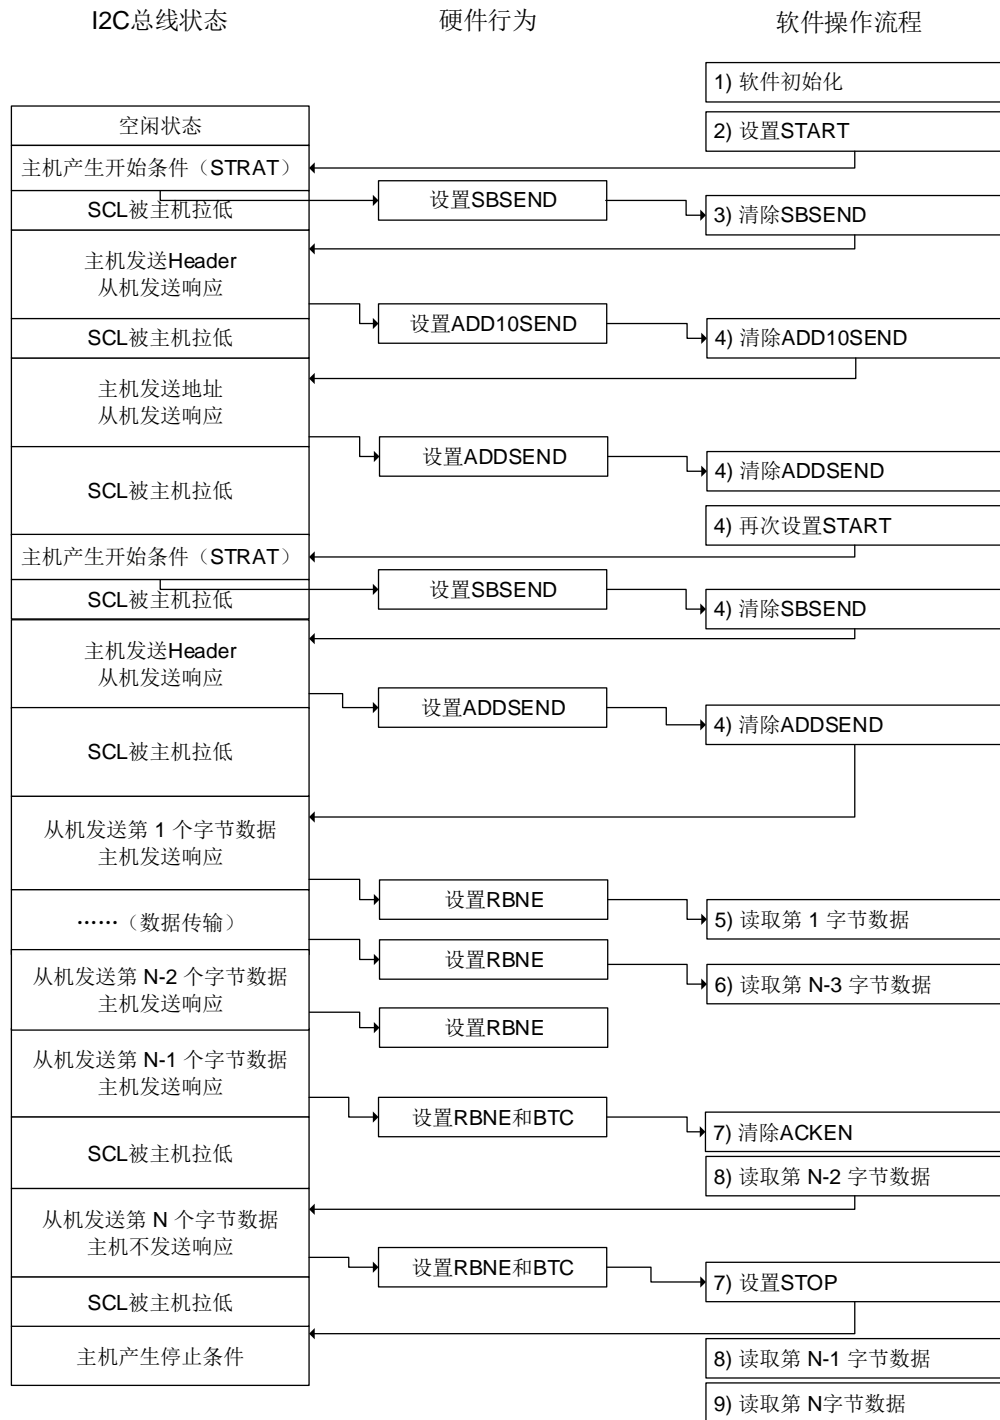 I2C总线状态
硬件行为
软件操作流程
1) 软件初始化
空闲状态
2) 设置START
主机产生开始条件（STRAT）
设置SBSEND
SCL被主机拉低
3) 清除SBSEND
主机发送Header
从机发送响应
设置ADD10SEND
SCL被主机拉低
4) 清除ADD10SEND
主机发送地址
从机发送响应
设置ADDSEND
4) 清除ADDSEND
SCL被主机拉低
4) 再次设置START
主机产生开始条件（STRAT）
设置SBSEND
SCL被主机拉低
4) 清除SBSEND
主机发送Header
从机发送响应
设置ADDSEND
4) 清除ADDSEND
SCL被主机拉低
从机发送第 1 个字节数据
主机发送响应
设置RBNE
……（数据传输）
5) 读取第 1 字节数据
设置RBNE
从机发送第 N-2 个字节数据
主机发送响应
6) 读取第 N-3 字节数据
设置RBNE
从机发送第 N-1 个字节数据
主机发送响应
设置RBNE和BTC
7) 清除ACKEN
SCL被主机拉低
8) 读取第 N-2 字节数据
从机发送第 N 个字节数据
主机不发送响应
设置RBNE和BTC
7) 设置STOP
SCL被主机拉低
主机产生停止条件
8) 读取第 N-1 字节数据
9) 读取第 N字节数据